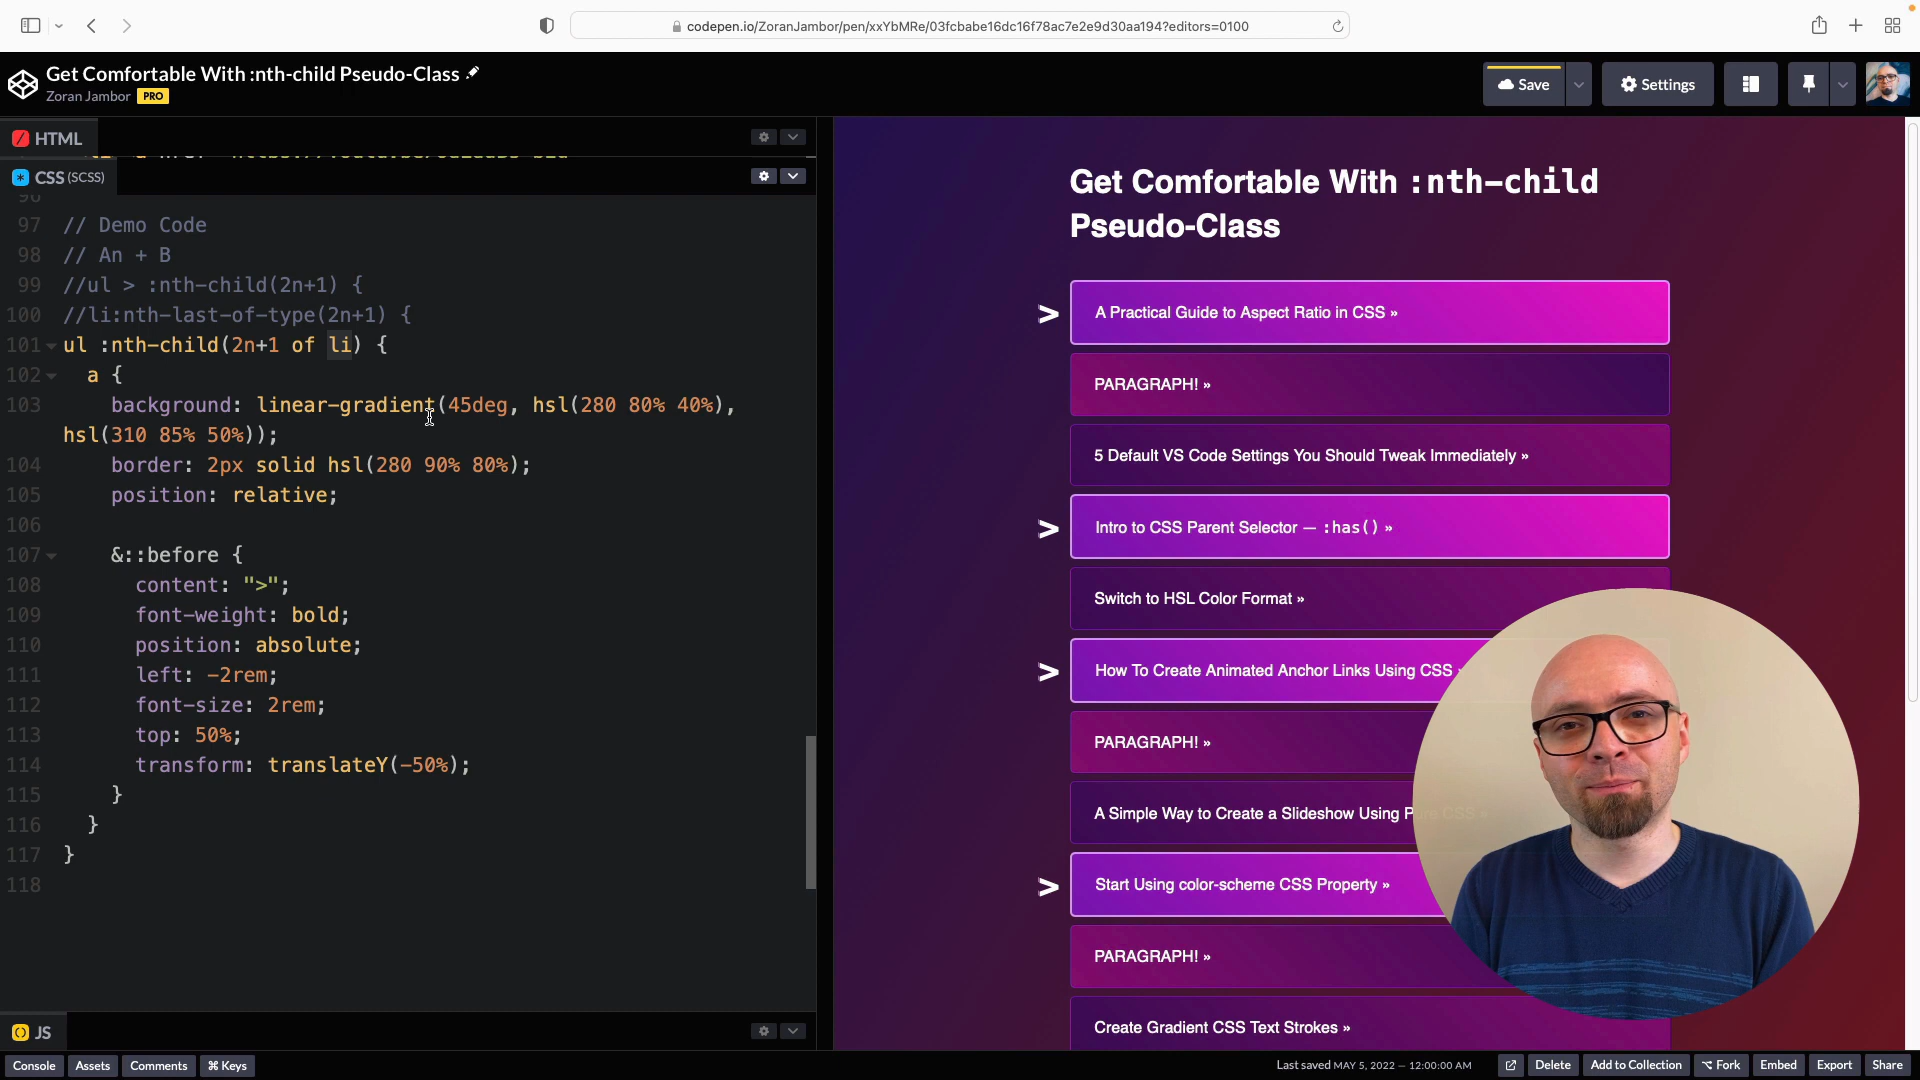 codepen.io/ZoranJambor/pen/xxYbMRe/03fcbabe16dc16f78ac7e2e9d30aa194?editors=0100
Get Comfortable With :nth-child Pseudo-Class
Zoran Jambor PRO
Save
Settings
HTML
CSS (SCSS)
96
97 // Demo Code
98 // An + B
99 //ul > :nth-child(2n+1) {
100 //li:nth-last-of-type(2n+1) {
101 ul :nth-child(2n+1 of li) {
102 a {
103 background: linear-gradient(45deg, hsl(280 80% 40%),
hsl(310 85% 50%));
104 border: 2px solid hsl(280 90% 80%);
105 position: relative;
106
107 &::before {
108 content: ">";
109 font-weight: bold;
110 position: absolute;
111 left: -2rem;
112 font-size: 2rem;
113 top: 50%;
114 transform: translateY(-50%);
115 }
116 }
117 }
118
JS
Get Comfortable With :nth-child
Pseudo-Class
> A Practical Guide to Aspect Ratio in CSS »
PARAGRAPH! »
5 Default VS Code Settings You Should Tweak Immediately »
> Intro to CSS Parent Selector — :has() »
Switch to HSL Color Format »
> How To Create Animated Anchor Links Using CSS
PARAGRAPH! »
A Simple Way to Create a Slideshow Using Pure CSS »
> Start Using color-scheme CSS Property »
PARAGRAPH! »
Create Gradient CSS Text Strokes »
Console Assets Comments ⌘ Keys
Last saved MAY 5, 2022 — 12:00:00 AM
Delete Add to Collection ⌥ Fork Embed Export Share